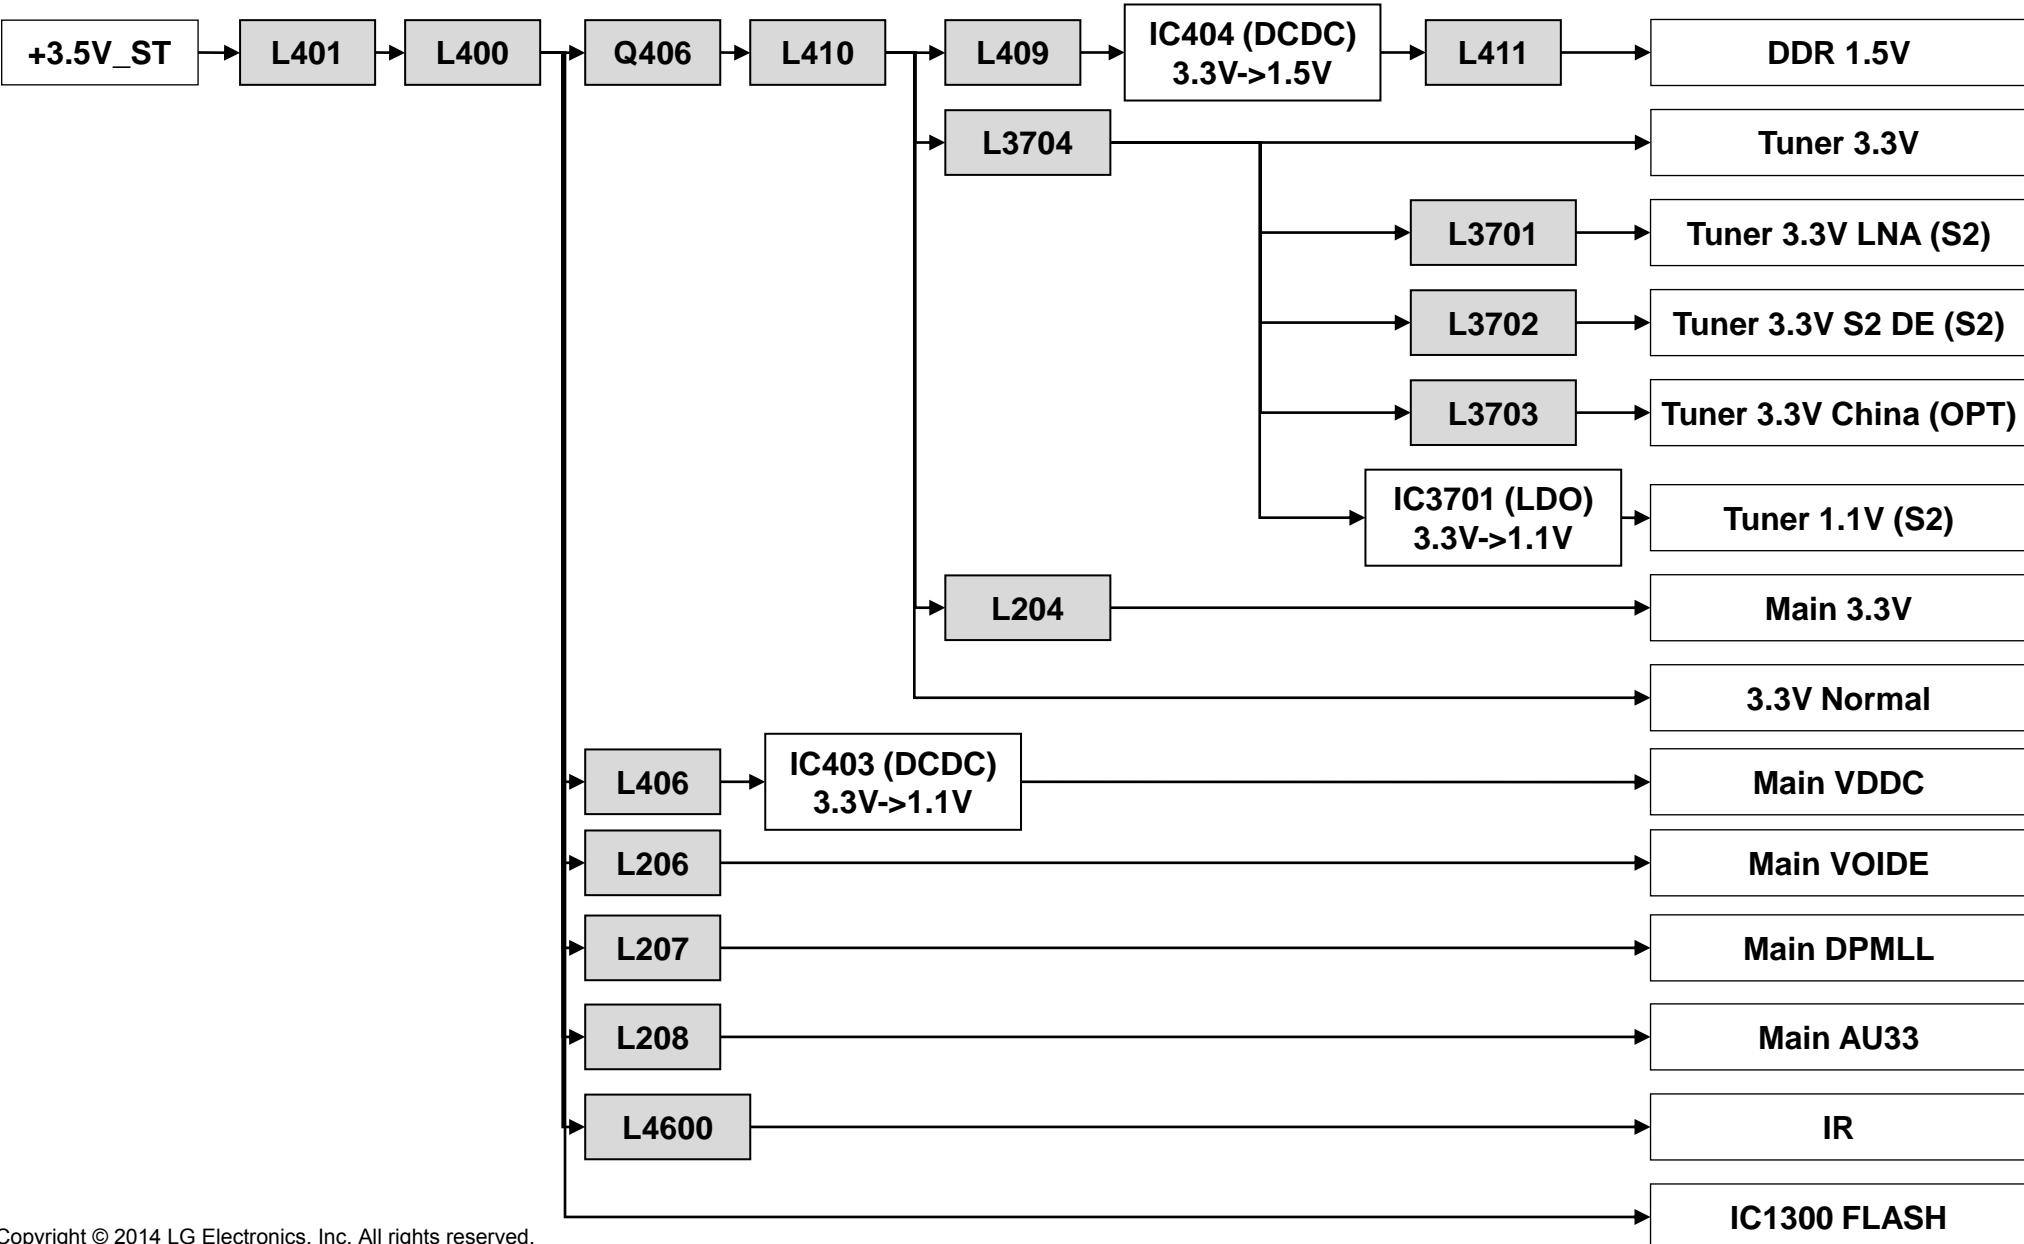 +3.5V_ST
L401
L400
Q406
L410
L409
IC404 (DCDC)
3.3V->1.5V
L411
DDR 1.5V
L3704
Tuner 3.3V
L3701
Tuner 3.3V LNA (S2)
L3702
Tuner 3.3V S2 DE (S2)
L3703
Tuner 3.3V China (OPT)
IC3701 (LDO)
3.3V->1.1V
Tuner 1.1V (S2)
L204
Main 3.3V
3.3V Normal
L406
IC403 (DCDC)
3.3V->1.1V
Main VDDC
L206
Main VOIDE
L207
Main DPMLL
L208
Main AU33
L4600
IR
IC1300 FLASH
Copyright © 2014 LG Electronics. Inc. All rights reserved.